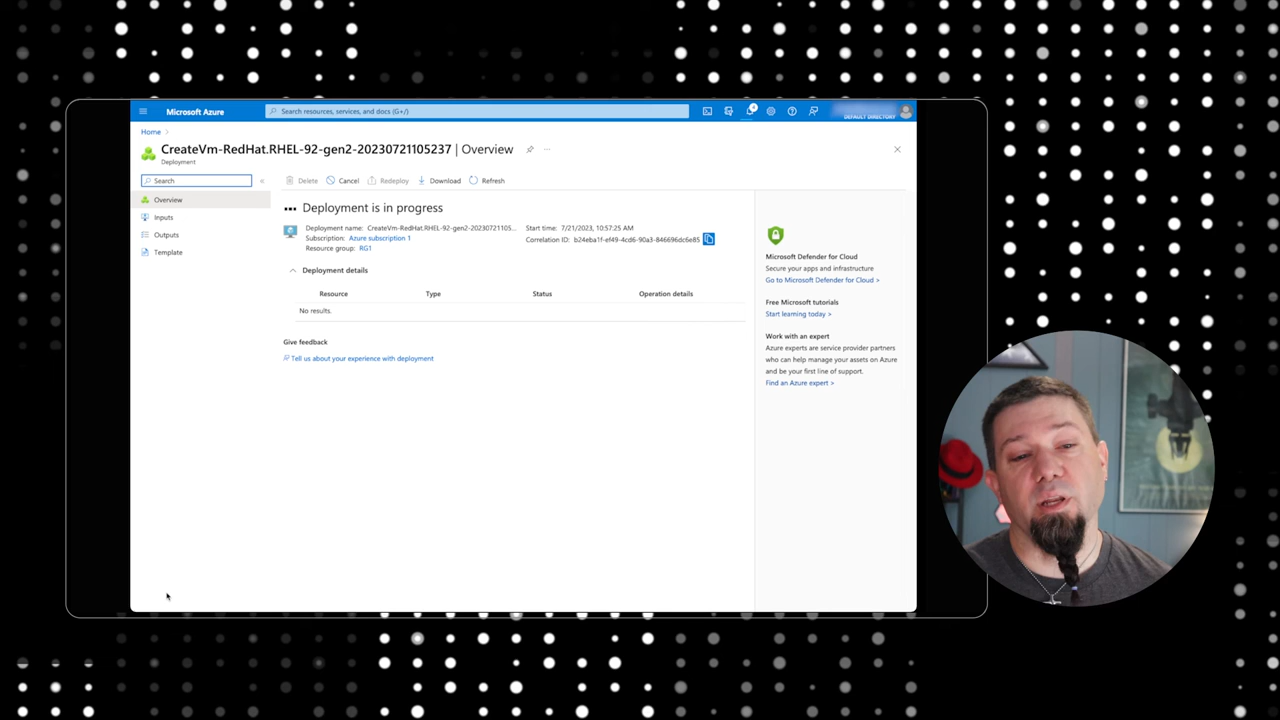 Microsoft Azure
Search resources, services, and docs (G+/)
4
DEFAULT DIRECTORY
Home >
CreateVm-RedHat.RHEL-92-gen2-20230721105237 | Overview
Deployment
Search
Delete
Cancel
Redeploy
Download
Refresh
Overview
Inputs
Outputs
Template
Deployment is in progress
Deployment name: CreateVm-RedHat.RHEL-92-gen2-202307211105...
Subscription: Azure subscription 1
Resource group: RG1
Start time: 7/21/2023, 10:57:25 AM
Correlation ID: b24eba1f-ef49-4cd6-90a3-846696dc6e85
Deployment details
Resource Type Status Operation details
No results.
Give feedback
Tell us about your experience with deployment
Microsoft Defender for Cloud
Secure your apps and infrastructure
Go to Microsoft Defender for Cloud >
Free Microsoft tutorials
Start learning today >
Work with an expert
Azure experts are service provider partners
who can help manage your assets on Azure
and be your first line of support.
Find an Azure expert >